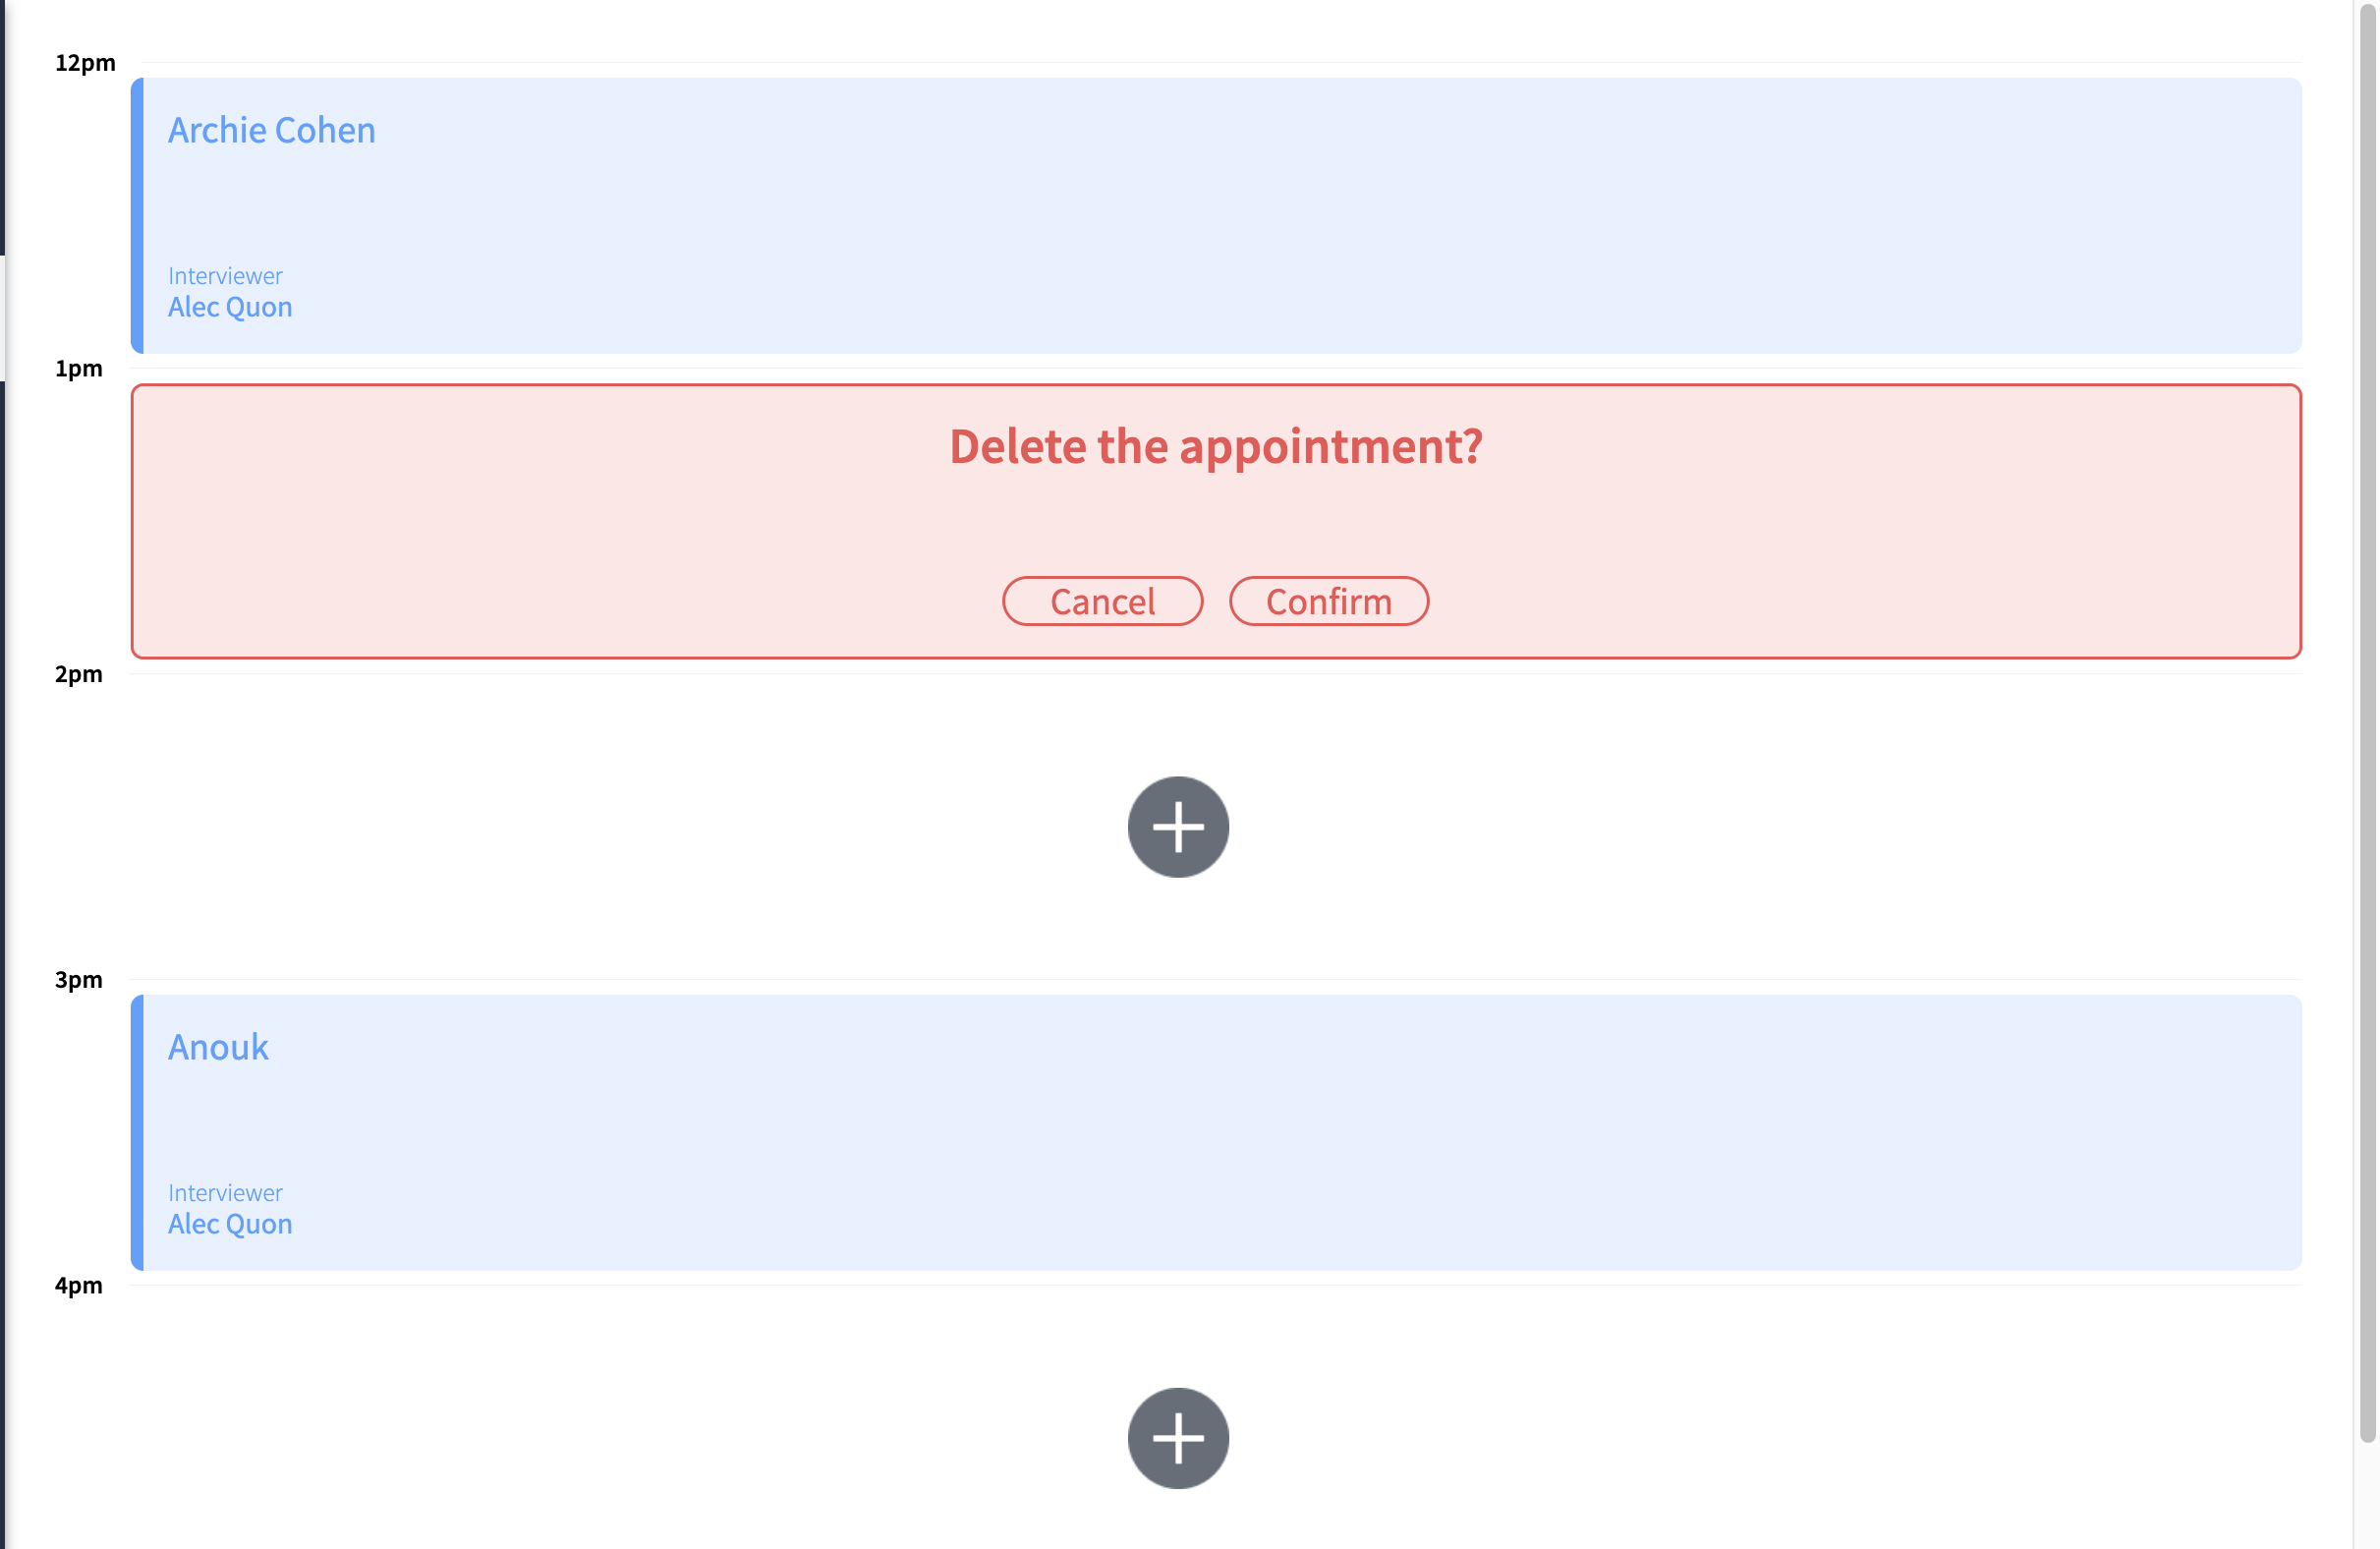 12pm
Archie Cohen
Interviewer
Alec Quon
1pm
Delete the appointment?
Cancel Confirm
2pm
3pm
Anouk
Interviewer
Alec Quon
4pm